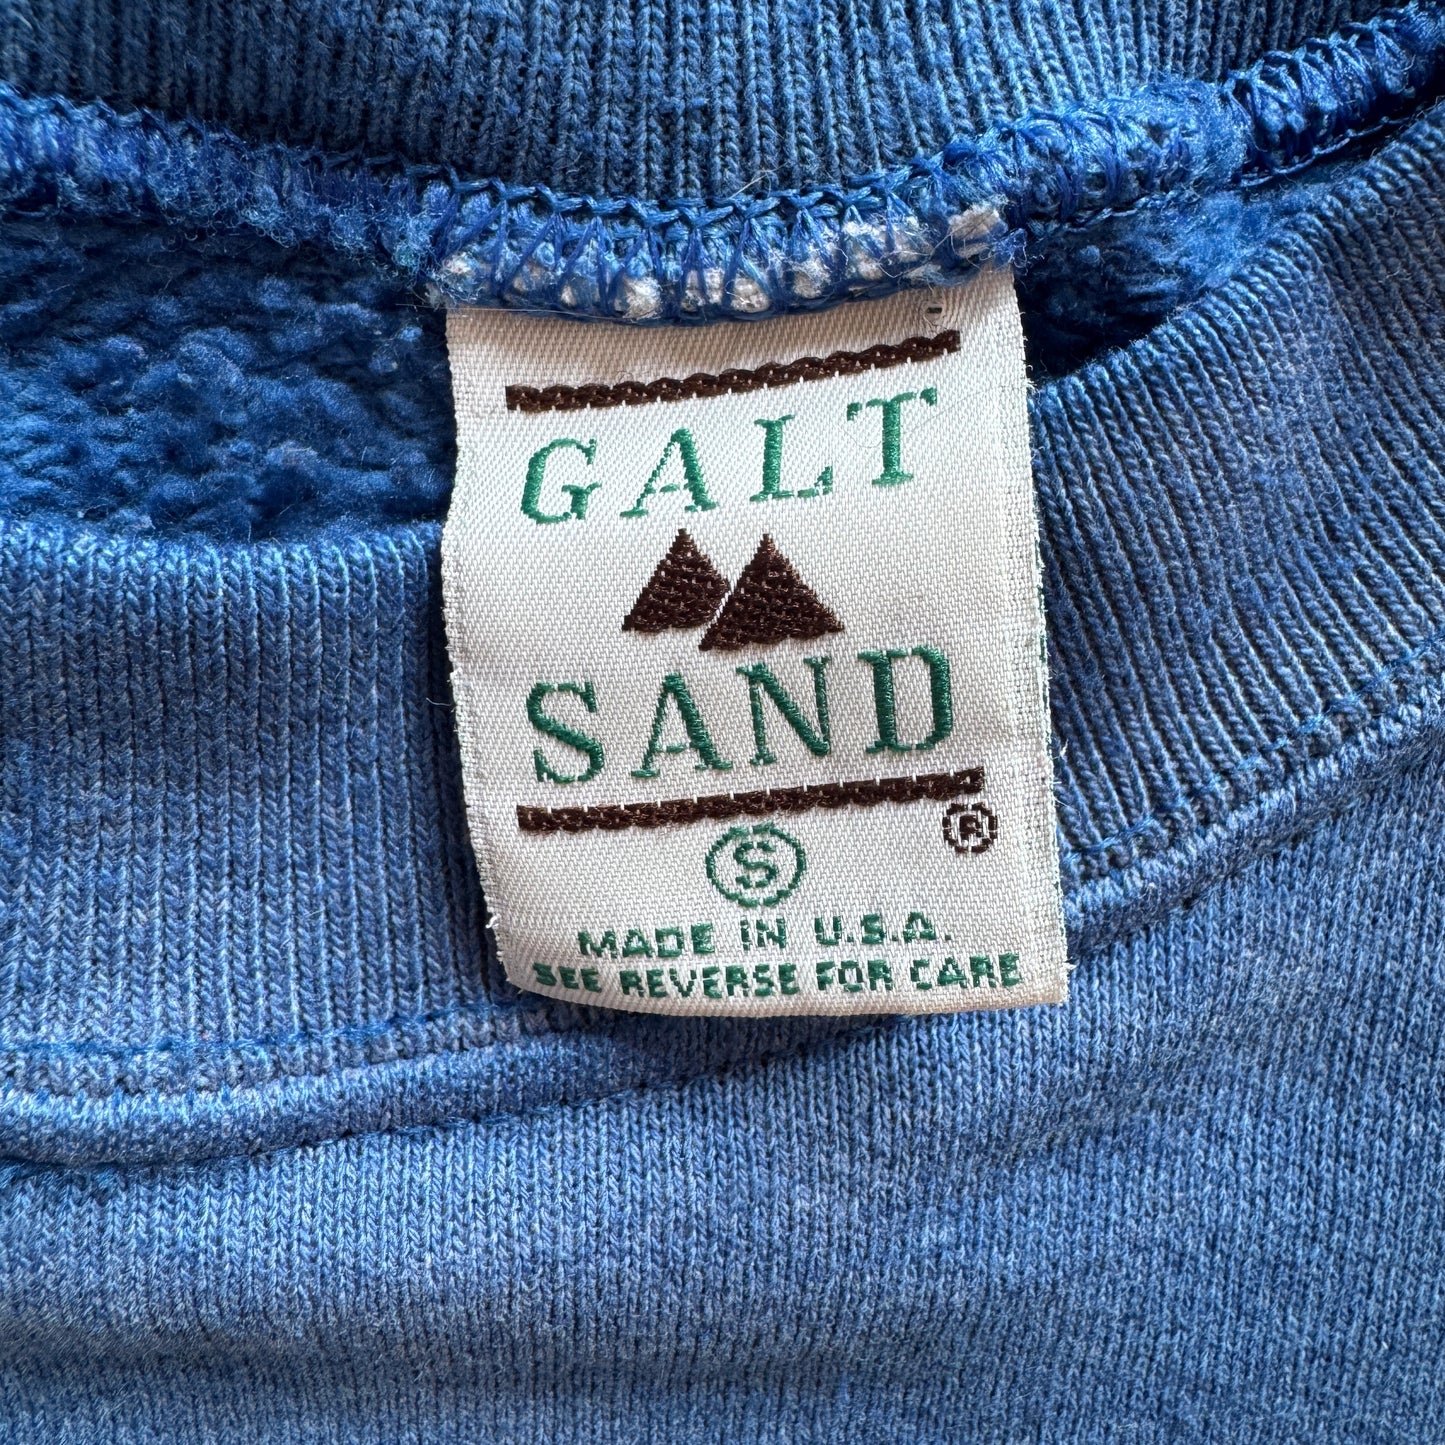 GALT
SAND
®
S
MADE IN U.S.A.
SEE REVERSE FOR CARE